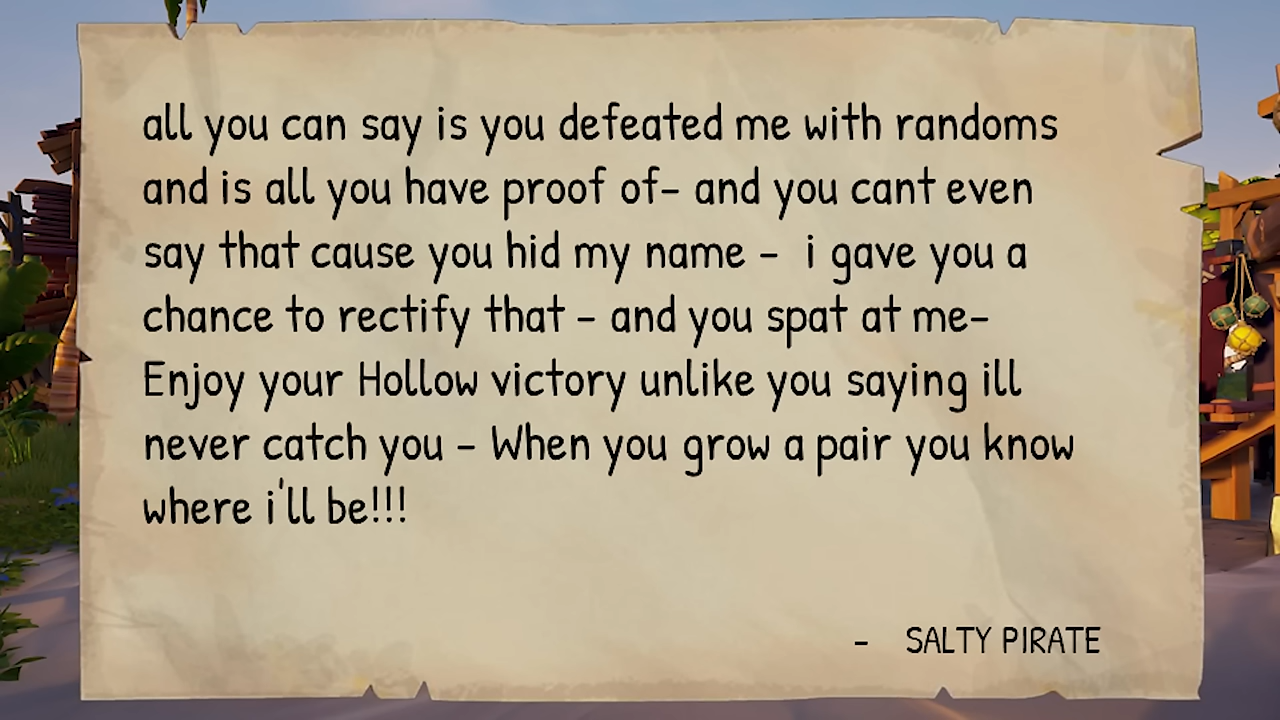 all you can say is you defeated me with randoms
and is all you have proof of- and you cant even
say that cause you hid my name -  i gave you a
chance to rectify that - and you spat at me-
Enjoy your Hollow victory unlike you saying ill
never catch you - When you grow a pair you know
where i'll be!!!
- SALTY PIRATE